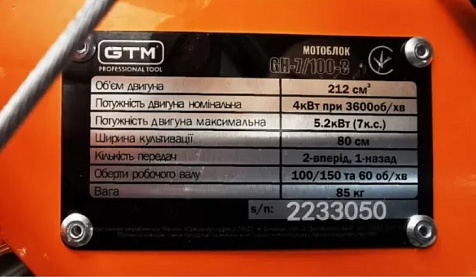 GTM
PROFESSIONAL TOOL
МОТОБЛОК
GH-7/100-3
Об'єм двигуна 212 см³
Потужність двигуна номінальна 4кВт при 3600об/хв
Потужність двигуна максимальна 5.2кВт (7к.с.)
Ширина культивації 80 см
Кількість передач 2-вперід, 1-назад
Оберти робочого валу 100/150 та 60 об/хв
Вага 85 кг
s/n: 2233050